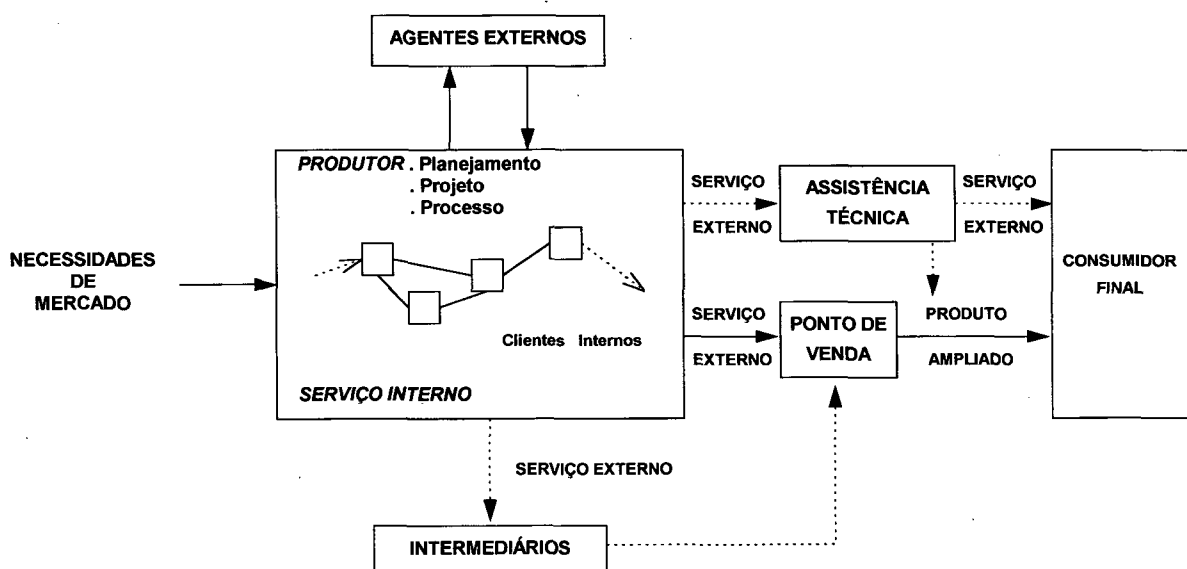 AGENTES EXTERNOS
PRODUTOR . Planejamento
. Projeto
. Processo
Clientes Internos
SERVIÇO INTERNO
NECESSIDADES
DE
MERCADO
SERVIÇO
EXTERNO
ASSISTÊNCIA
TÉCNICA
SERVIÇO
EXTERNO
SERVIÇO
EXTERNO
PONTO DE
VENDA
PRODUTO
AMPLIADO
CONSUMIDOR
FINAL
SERVIÇO EXTERNO
INTERMEDIÁRIOS